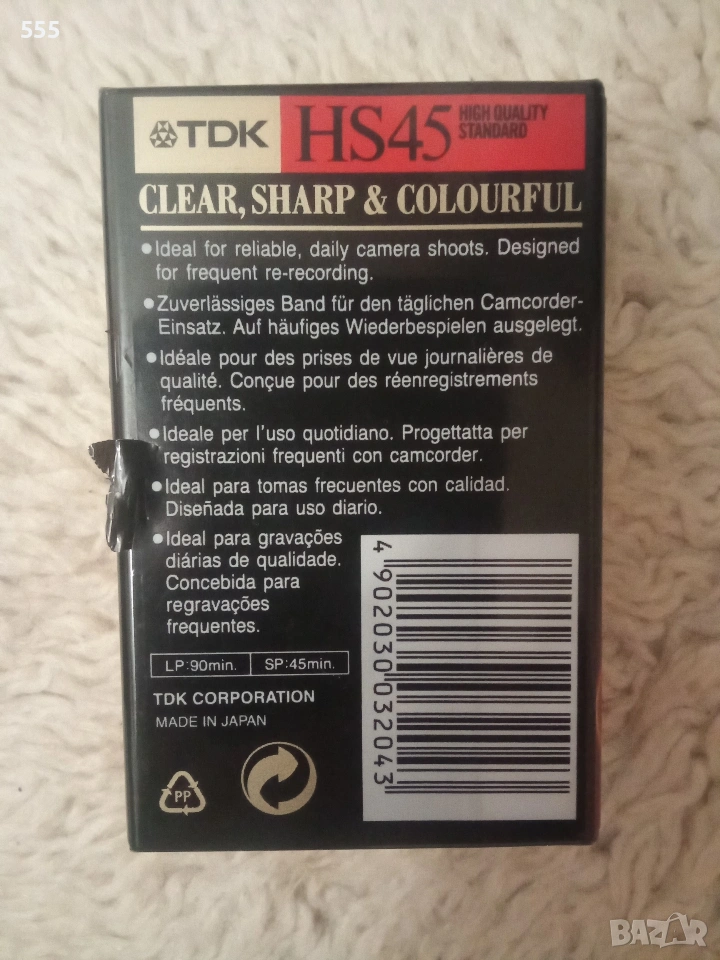 555
TDK
HS45
HIGH QUALITY
STANDARD
CLEAR, SHARP & COLOURFUL
•Ideal for reliable, daily camera shoots. Designed
for frequent re-recording.
•Zuverlässiges Band für den täglichen Camcorder-
Einsatz. Auf häufiges Wiederbespielen ausgelegt.
•Idéale pour des prises de vue journalières de
qualité. Conçue pour des réenregistrements
fréquents.
•Ideale per l'uso quotidiano. Progettatta per
registrazioni frequenti con camcorder.
•Ideal para tomas frecuentes con calidad.
Diseñada para uso diario.
•Ideal para gravações
diárias de qualidade.
Concebida para
regravações
frequentes.
LP:90min. SP:45min.
TDK CORPORATION
MADE IN JAPAN
PP
4 902030 032043
BAZAR